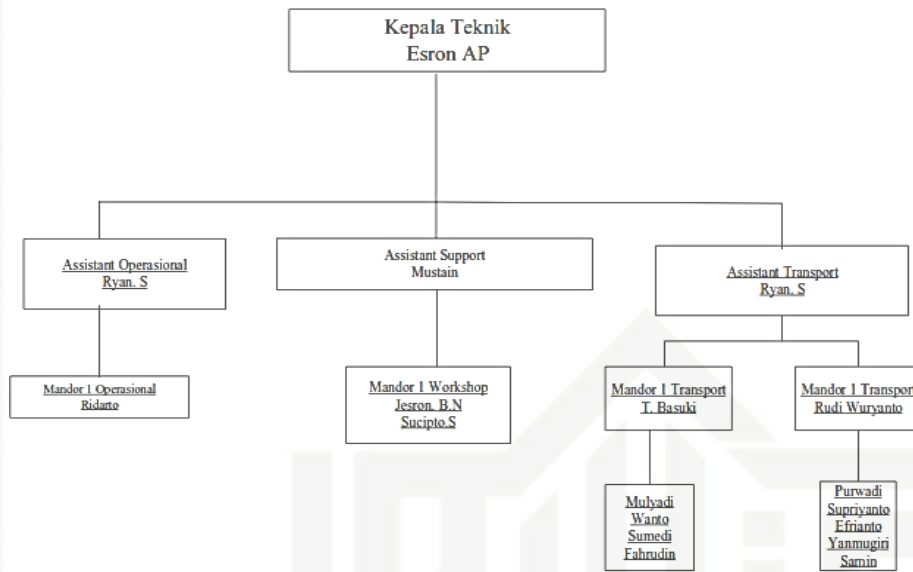 Kepala Teknik
Esron AP
Assistant Operasional
Ryan. S
Assistant Support
Mustain
Assistant Transport
Ryan. S
Mandor 1 Operasional
Ridarto
Mandor 1 Workshop
Jesron. B.N
Sucipto.S
Mandor 1 Transport
T. Basuki
Mandor 1 Transport
Rudi Wuryanto
Mulyadi
Wanto
Sumedi
Fahrudin
Purwadi
Supriyanto
Efrianto
Yanmugiri
Samin